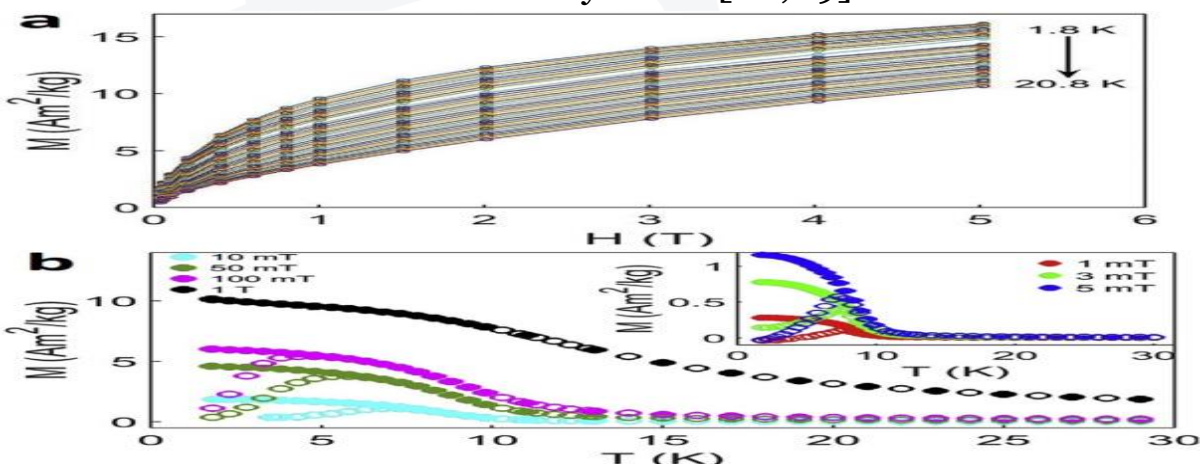 a
15
10
5
0
M (Am²/kg)
1.8 K
20.8 K
0 1 2 3 4 5 6
H (T)
b
10 mT
50 mT
100 mT
1 T
10
5
0
M (Am²/kg)
0 5 10 15 20 25 30
T (K)
1
0.5
0
M (Am²/kg)
1 mT
3 mT
5 mT
0 10 20 30
T (K)